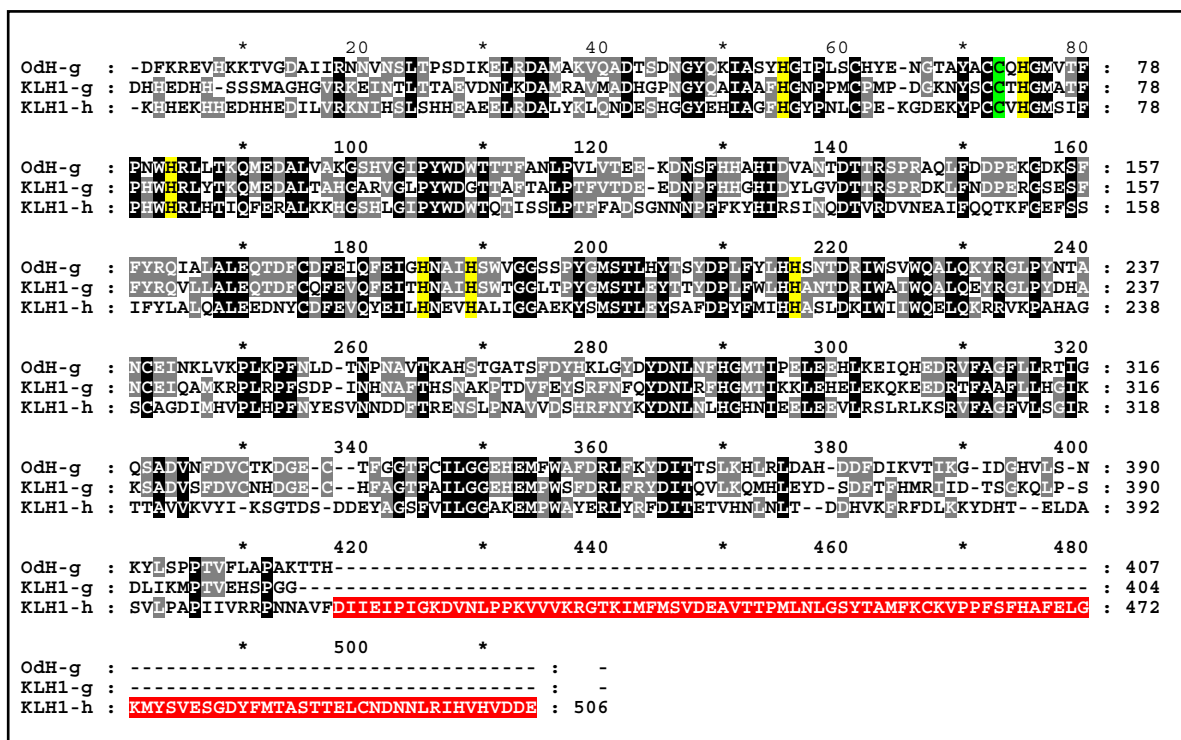 * 20 * 40 * 60 * 80
OdH-g : -DFKREVHKKTVGDAIIRNNVNSLTPSDIKELRDAMAKVQADTSDNGYQKIASYHGIPLSCHYE-NGTAYACCQHGMVTF : 78
KLH1-g : DHHEDHH-SSSMAGHGVRKEINTLTTAEVDNLKDAMRAVMADHGPNGYQAIAAFHGNPPMCPMP-DGKNYSCCTHGMATF : 78
KLH1-h : -KHHEKHHEDHHEDILVRKNIHSLSHHEAEELRDALYKLQNDESHGGYEHIAGFHGYPNLCPE-KGDEKYPCCVHGMSIF : 78
* 100 * 120 * 140 *
OdH-g : PNWHRLLTKQMEDALVAKGSHVGIPYWDWTTTFANLPVLVTEE-KDNSFHHAHIDVANTDTTRSPRAQLFDDPEKGDKSF : 157
KLH1-g : PHWHRLYTKQMEDALTAHGARVGLPYWDGTTAFTALPTFVTDE-EDNPFHHGHIDYLGVDTTRSPRDKLFNDPERGSESF : 157
KLH1-h : PHWHRLHTIQFERALKKHGSHLGIPYWDWTQTISSLPTFFADSGNNNPFFKYHIRSINQDTVRDVNEAIFQQTKFGEFSS : 158
* 180 * 200 * 220 * 240
OdH-g : FYRQIALALEQTDFCDFEIQFEIGHNAIHSWVGGSSPYGMSTLHYTSYDPLFYLHHSNTDRIWSVWQALQKYRGLPYNTA : 237
KLH1-g : FYRQVLLALEQTDFCQFEVQFEITHNAIHSWTGGLTPYGMSTLEYTTYDPLFWLHHANTDRIWAIWQALQEYRGLPYDHA : 237
KLH1-h : IFYLALQALEEDNYCDFEVQYEILHNEVHALIGGAEKYSMSTLEYSAFDPYFMIHHASLDKIWIIWQELQKRRVKPAHAG : 238
* 260 * 280 * 300 * 320
OdH-g : NCEINKLVKPLKPFNLD-TNPNAVTKAHSTGATSFDYHKLGYDYDNLNFHGMTIPELEEHLKEIQHEDRVFAGFLLRTIG : 316
KLH1-g : NCEIQAMKRPLRPFSDP-INHNAFTHSNAKPTDVFEYSRFNFQYDNLRFHGMTIKKLEHELEKQKEEDRTFAAFLLHGIK : 316
KLH1-h : SCAGDIMHVPLHPFNYESVNNDDFTRENSLPNAVVDSHRFNYKYDNLNLHGHNIEELEEVLRSLRLKSRVFAGFVLSGIR : 318
* 340 * 360 * 380 * 400
OdH-g : QSADVNFDVCTKDGE-C--TFGGTFCILGGEHEMFWAFDRLFKYDITTSLKHLRLDAH-DDFDIKVTIKG-IDGHVLS-N : 390
KLH1-g : KSADVSFDVCNHDGE-C--HFAGTFAILGGEHEMPWSFDRLFRYDITQVLKQMHLEYD-SDFTFHMRIID-TSGKQLP-S : 390
KLH1-h : TTAVVKVYI-KSGTDS-DDEYAGSFVILGGAKEMPWAYERLYRFDITETVHNLNLT--DDHVKFRFDLKKYDHT--ELDA : 392
* 420 * 440 * 460 * 480
OdH-g : KYLSPPTVFLAPAKTTH--------------------------------------------------------------- : 407
KLH1-g : DLIKMPTVEHSPGG------------------------------------------------------------------ : 404
KLH1-h : SVLPAPIIVRRPNNAVFDIIEIPIGKDVNLPPKVVVKRGTKIMFMSVDEAVTTPMLNLGSYTAMFKCKVPPFSFHAFELG : 472
* 500 *
OdH-g : ---------------------------------- : -
KLH1-g : ---------------------------------- : -
KLH1-h : KMYSVESGDYFMTASTTELCNDNNLRIHVHVDDE : 506